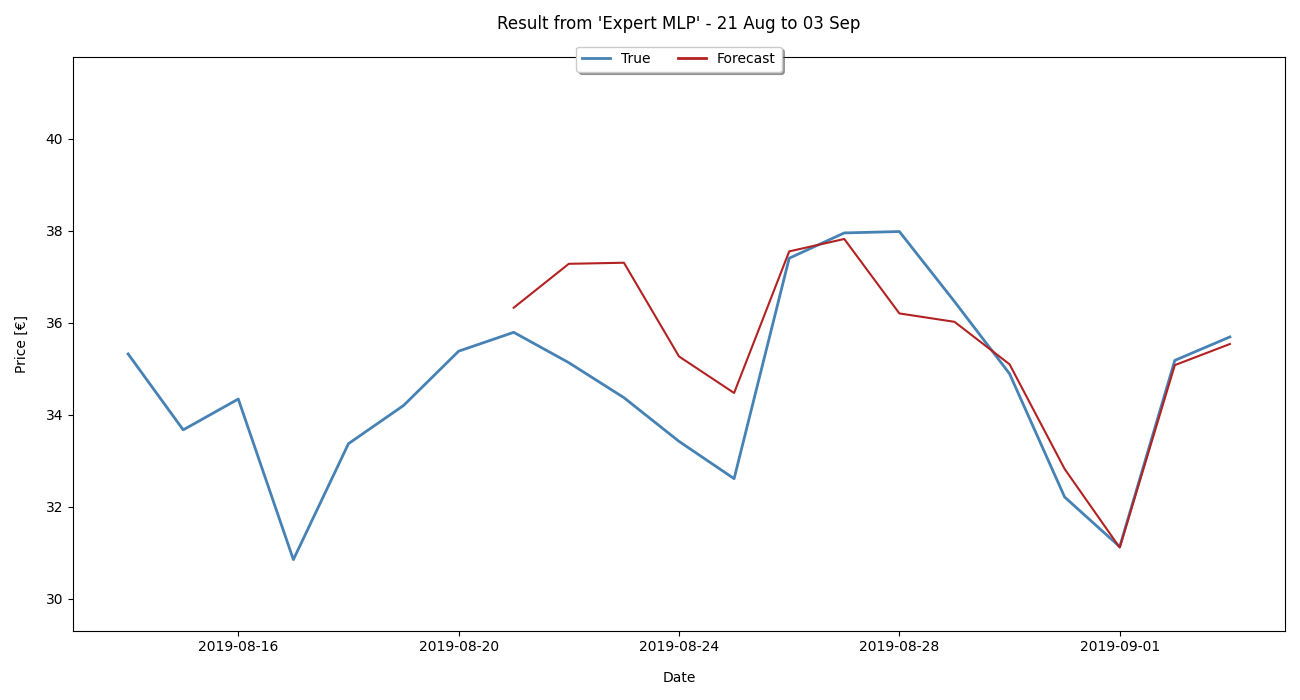 Result from 'Expert MLP' - 21 Aug to 03 Sep
True Forecast
Price [€]
40
38
36
34
32
30
2019-08-16 2019-08-20 2019-08-24 2019-08-28 2019-09-01
Date